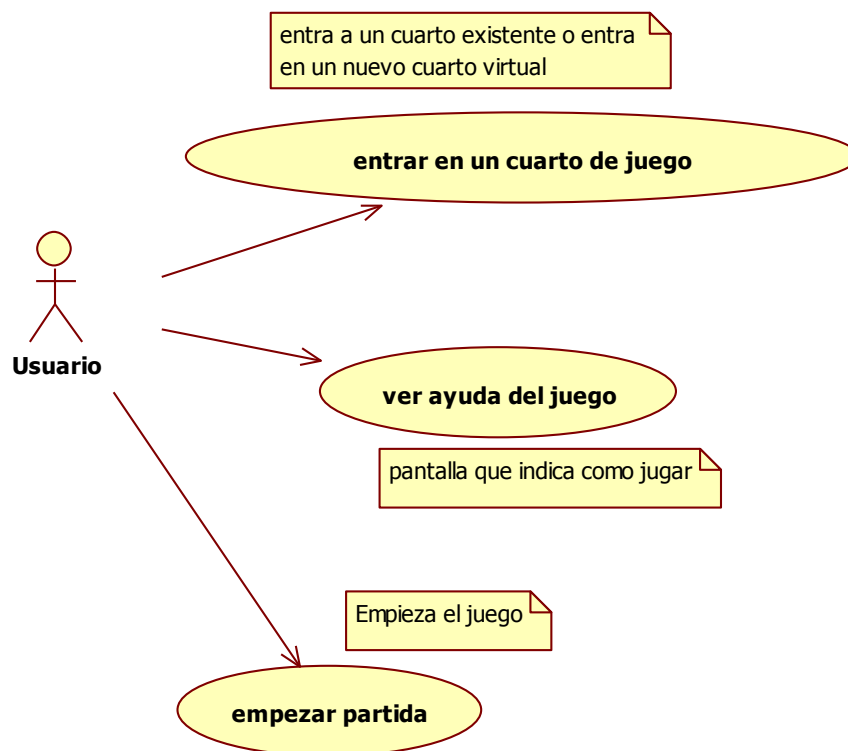 entra a un cuarto existente o entra
en un nuevo cuarto virtual
entrar en un cuarto de juego
Usuario
ver ayuda del juego
pantalla que indica como jugar
Empieza el juego
empezar partida